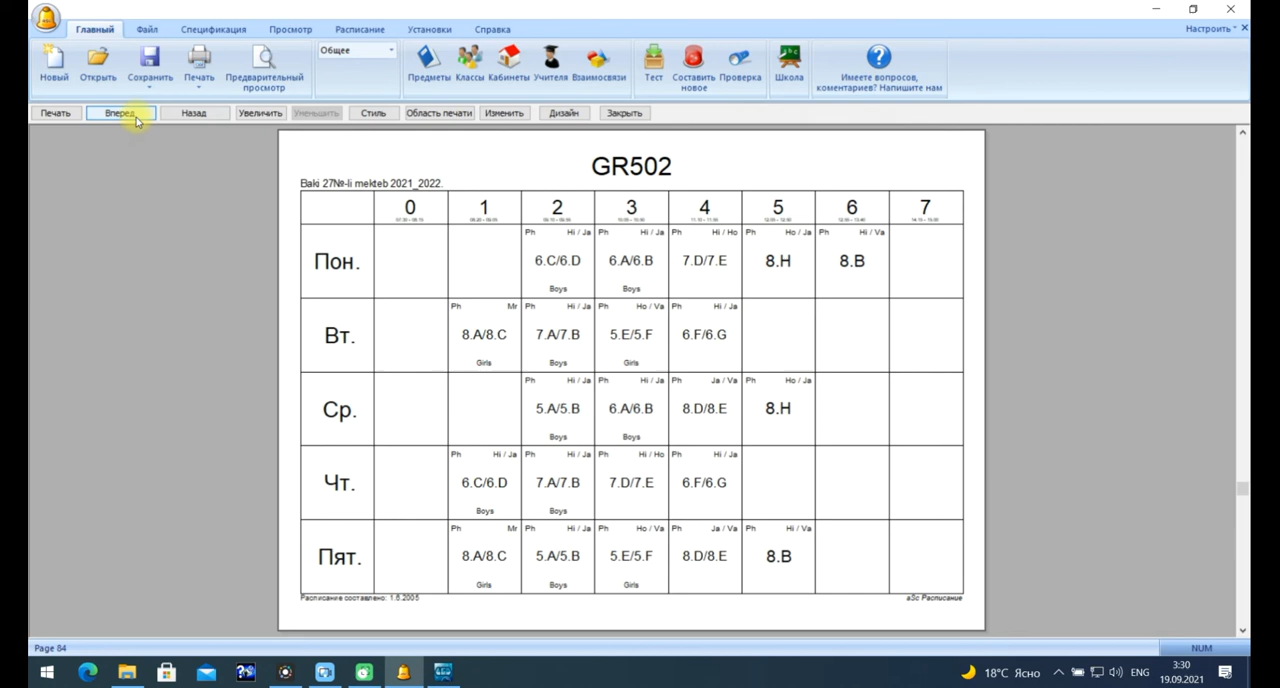 Главный Файл Спецификация Просмотр Расписание Установки Справка Настроить
Новый Открыть Сохранить Печать Предварительный просмотр Общее Предметы Классы Кабинеты Учителя Взаимосвязи Тест Составить новое Проверка Школа Имеете вопросов, коментариев? Напишите нам
Печать Вперед Назад Увеличить Уменьшить Стиль Область печати Изменить Дизайн Закрыть
GR502
Baki 27№-li mekteb 2021_2022.
0 1 2 3 4 5 6 7
Ph Hi / Ja Ph Hi / Ja Ph Hi / Ho Ph Ho / Ja Ph Hi / Va
Пон. 6.C/6.D 6.A/6.B 7.D/7.E 8.H 8.B
Boys Boys
Ph Mr Ph Hi / Ja Ph Ho / Va Ph Hi / Ja
Вт. 8.A/8.C 7.A/7.B 5.E/5.F 6.F/6.G
Girls Boys Girls
Ph Hi / Ja Ph Hi / Ja Ph Ja / Va Ph Ho / Ja
Ср. 5.A/5.B 6.A/6.B 8.D/8.E 8.H
Boys Boys
Ph Hi / Ja Ph Hi / Ja Ph Hi / Ho Ph Hi / Ja
Чт. 6.C/6.D 7.A/7.B 7.D/7.E 6.F/6.G
Boys Boys
Ph Mr Ph Hi / Ja Ph Ho / Va Ph Ja / Va Ph Hi / Va
Пят. 8.A/8.C 5.A/5.B 5.E/5.F 8.D/8.E 8.B
Girls Boys Girls
Расписание составлено: 1.6.2005 aSc Расписание
Page 84 NUM
18°C Ясно ENG 3:30
19.09.2021